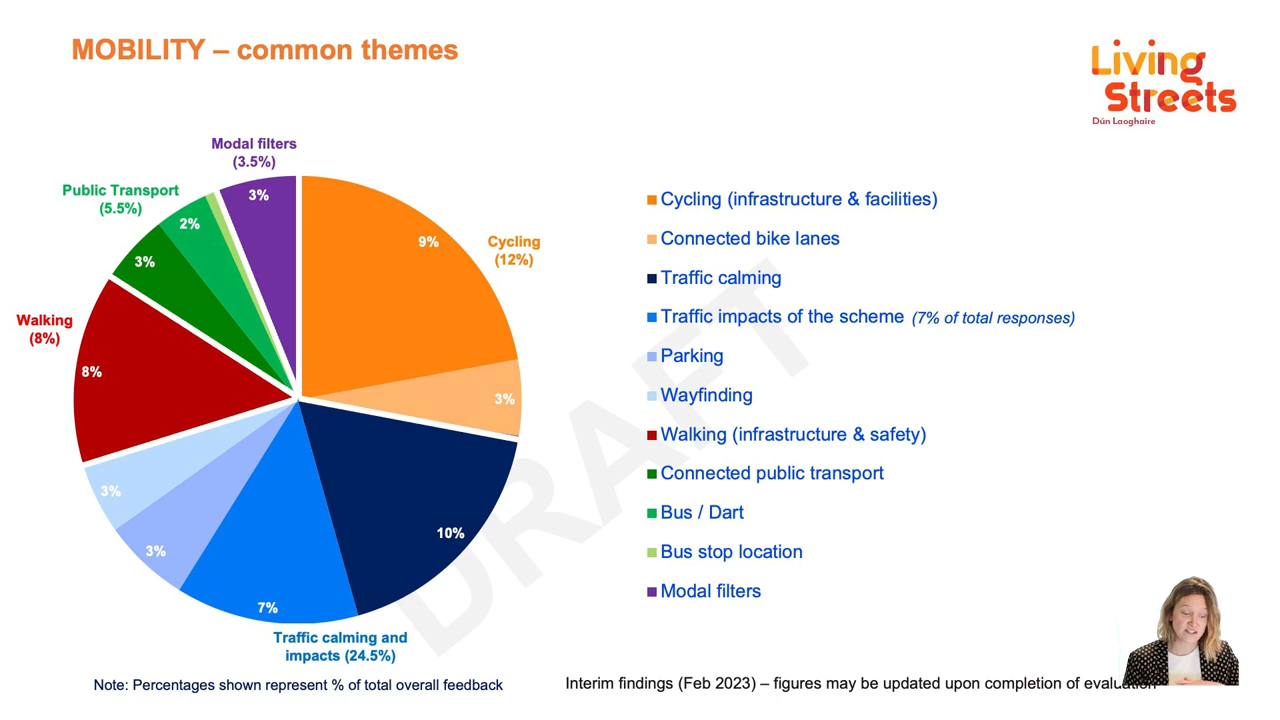 MOBILITY – common themes
Living
Streets
Dún Laoghaire
Modal filters
(3.5%)
Public Transport
(5.5%)
Cycling
(12%)
Walking
(8%)
Traffic calming and
impacts (24.5%)
3%
2%
3%
9%
3%
8%
3%
3%
7%
10%
Cycling (infrastructure & facilities)
Connected bike lanes
Traffic calming
Traffic impacts of the scheme (7% of total responses)
Parking
Wayfinding
Walking (infrastructure & safety)
Connected public transport
Bus / Dart
Bus stop location
Modal filters
DRAFT
Note: Percentages shown represent % of total overall feedback
Interim findings (Feb 2023) – figures may be updated upon completion of evaluation